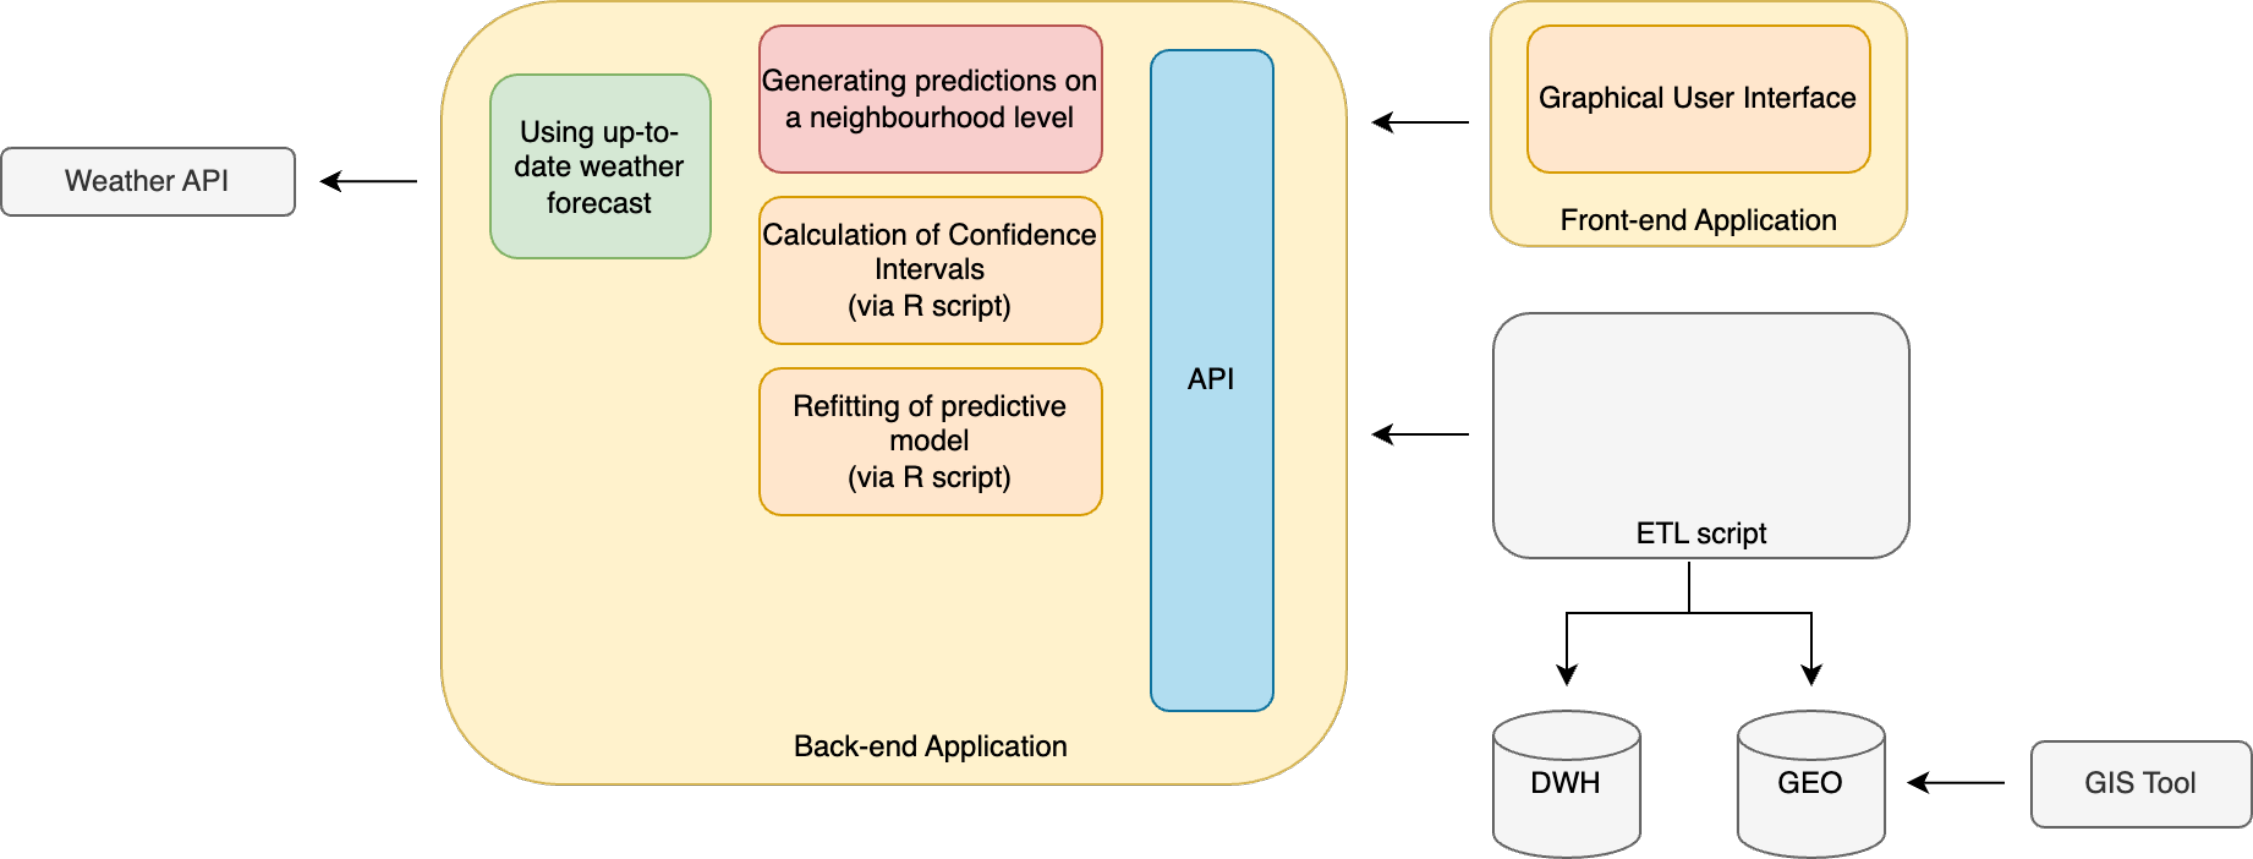 Weather API
Using up-to-
date weather
forecast
Generating predictions on
a neighbourhood level
Calculation of Confidence
Intervals
(via R script)
Refitting of predictive
model
(via R script)
API
Back-end Application
Graphical User Interface
Front-end Application
ETL script
DWH
GEO
GIS Tool